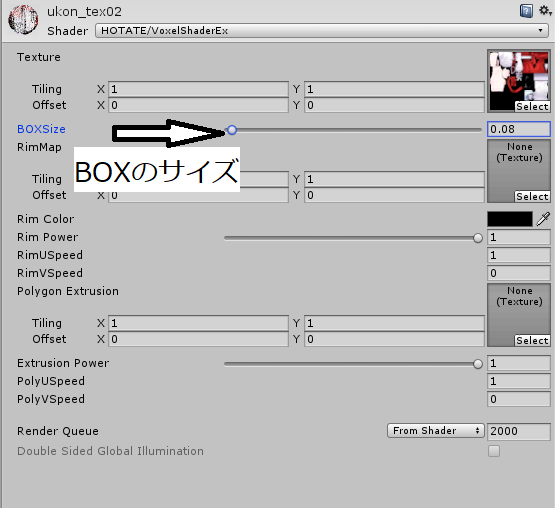 ukon_tex02
Shader HOTATE/VoxelShaderEx
Texture
Tiling X 1 Y 1
Offset X 0 Y 0
Select
BOXSize 0.08
RimMap None
(Texture)
BOXのサイズ
Tiling 1
Offset X 0 Y 0
Select
Rim Color
Rim Power 1
RimUSpeed 1
RimVSpeed 0
Polygon Extrusion None
(Texture)
Tiling X 1 Y 1
Offset X 0 Y 0
Select
Extrusion Power 1
PolyUSpeed 1
PolyVSpeed 0
Render Queue From Shader 2000
Double Sided Global Illumination